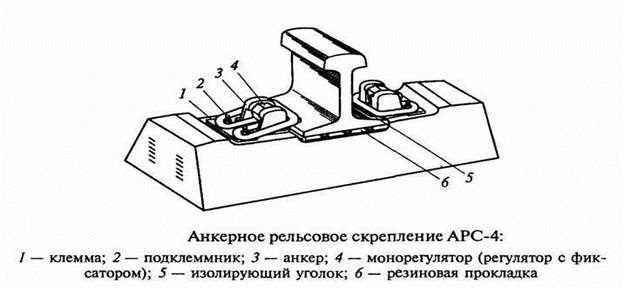 4
3
2
1
5
6
Анкерное рельсовое скрепление АРС-4:
1 — клемма; 2 — подклеммник; 3 — анкер; 4 — монорегулятор (регулятор с фик-
сатором); 5 — изолирующий уголок; 6 — резиновая прокладка